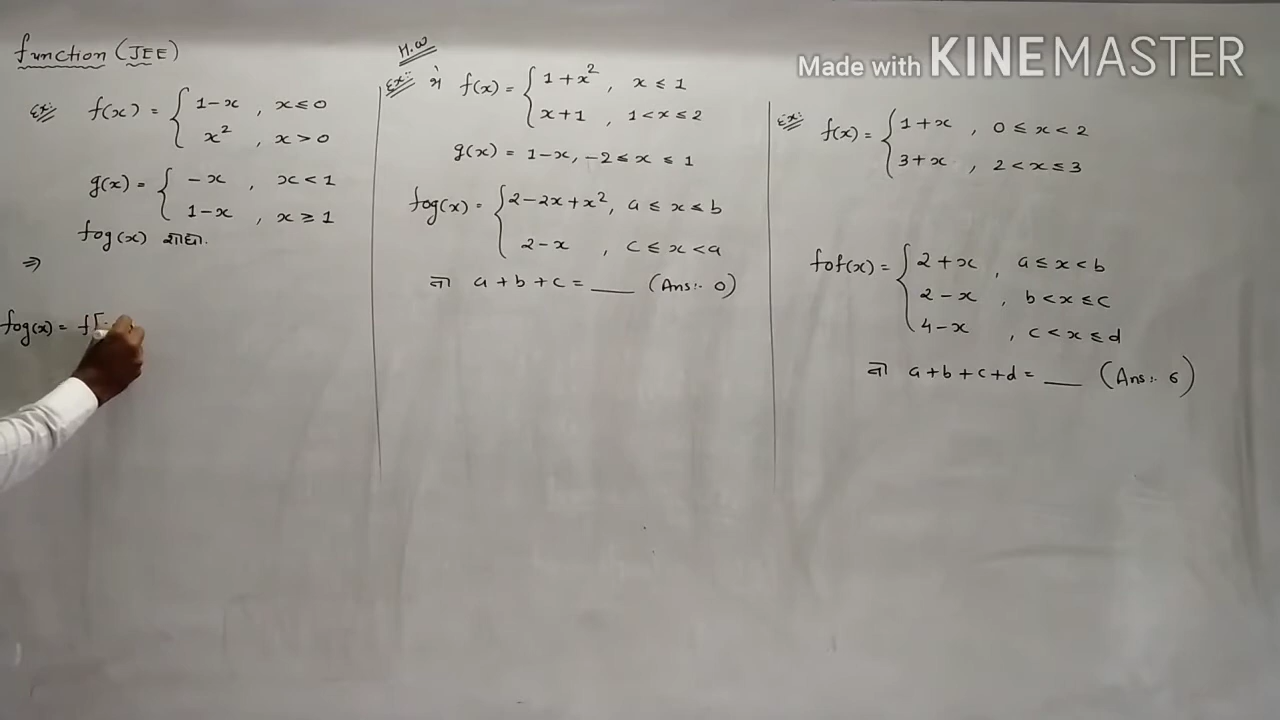 function (JEE)
Ex:- f(x) = { 1-x , x ≤ 0
x² , x > 0
g(x) = { -x , x < 1
1-x , x ≥ 1
fog(x) शोधा.
⇒
fog(x) = f[
H.W
Ex:- जे f(x) = { 1+x² , x ≤ 1
x+1 , 1 < x ≤ 2
g(x) = 1-x, -2 ≤ x ≤ 1
fog(x) = { 2-2x+x², a ≤ x ≤ b
2-x , c ≤ x < a
तो a+b+c = ___ (Ans:- 0)
Made with KINEMASTER
Ex:- f(x) = { 1+x , 0 ≤ x < 2
3+x , 2 < x ≤ 3
fof(x) = { 2+x , a ≤ x < b
2-x , b < x ≤ c
4-x , c < x ≤ d
तो a+b+c+d = ___ (Ans:- 6)